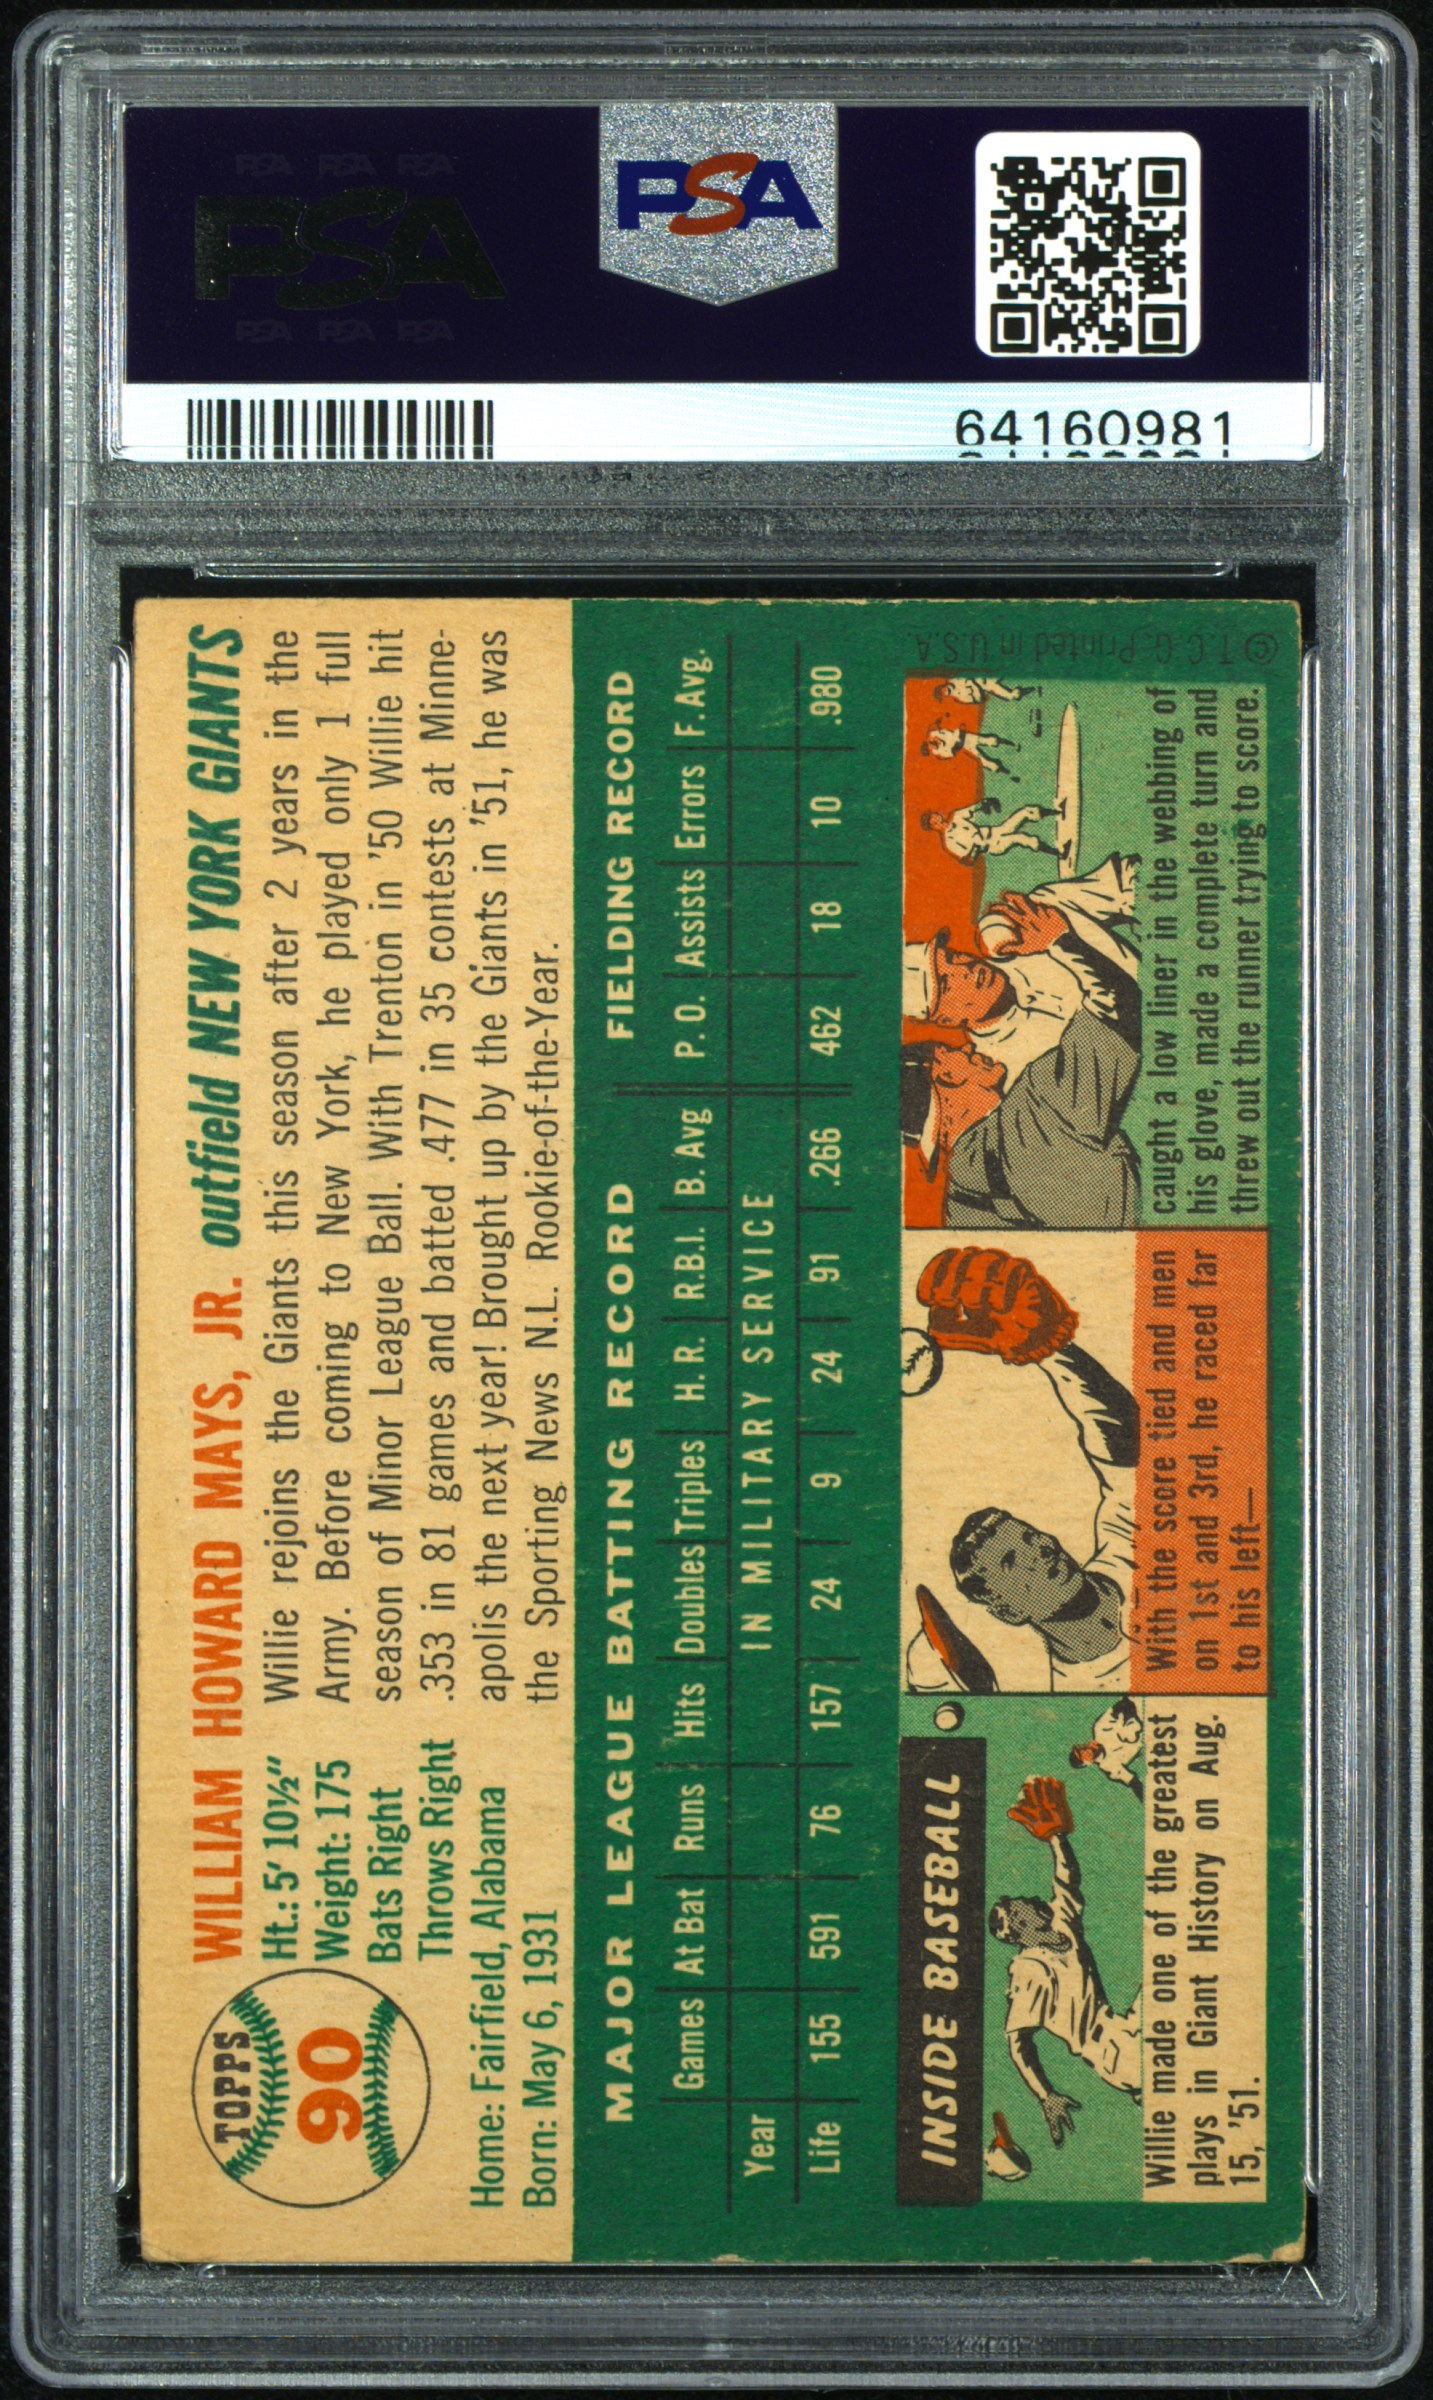 PSA PSA PSA
PSA
PSA PSA PSA
PSA
64160981
TOPPS
90
WILLIAM HOWARD MAYS, JR. outfield NEW YORK GIANTS
Ht.: 5' 10½"
Weight: 175
Bats Right
Throws Right
Home: Fairfield, Alabama
Born: May 6, 1931
Willie rejoins the Giants this season after 2 years in the
Army. Before coming to New York, he played only 1 full
season of Minor League Ball. With Trenton in '50 Willie hit
.353 in 81 games and batted .477 in 35 contests at Minne-
apolis the next year! Brought up by the Giants in '51, he was
the Sporting News N.L. Rookie-of-the-Year.
MAJOR LEAGUE BATTING RECORD FIELDING RECORD
Games At Bat Runs Hits Doubles Triples H. R. R.B.I. B. Avg P. O. Assists Errors F. Avg.
Year IN MILITARY SERVICE
Life 155 591 76 157 24 9 24 91 .266 462 18 10 .980
INSIDE BASEBALL
Willie made one of the greatest
plays in Giant History on Aug.
15, '51.
With the score tied and men
on 1st and 3rd, he raced far
to his left—
caught a low liner in the webbing of
his glove, made a complete turn and
threw out the runner trying to score.
© T.C.G. Printed in U.S.A.